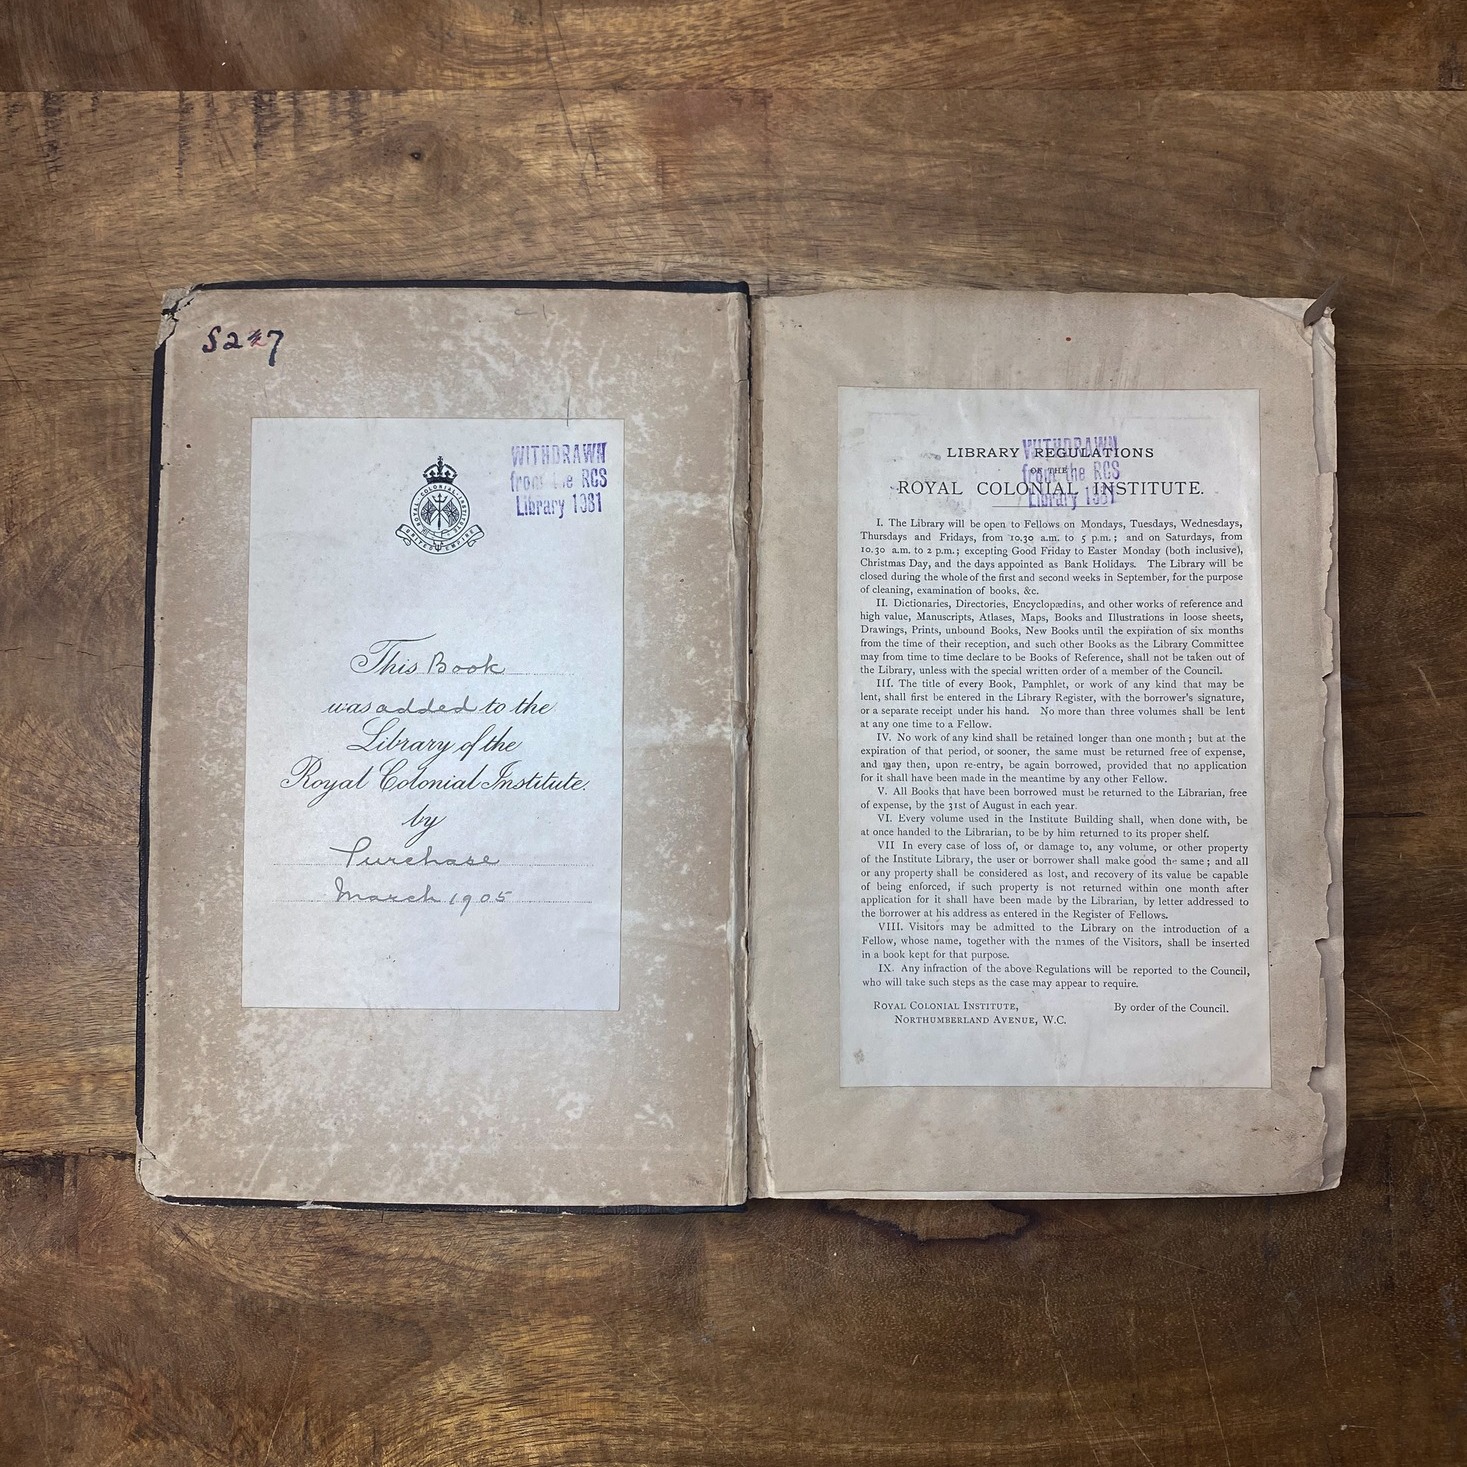 S227
ROYAL COLONIAL INSTITUTE
UNITED EMPIRE
WITHDRAWN
from the RCS
Library 1981
This Book
was added to the
Library of the
Royal Colonial Institute.
by
Purchase
March 1905
WITHDRAWN
from the RCS
Library 1981
LIBRARY REGULATIONS
OF THE
ROYAL COLONIAL INSTITUTE.
I. The Library will be open to Fellows on Mondays, Tuesdays, Wednesdays,
Thursdays and Fridays, from 10.30 a.m. to 5 p.m.; and on Saturdays, from
10.30 a.m. to 2 p.m.; excepting Good Friday to Easter Monday (both inclusive),
Christmas Day, and the days appointed as Bank Holidays. The Library will be
closed during the whole of the first and second weeks in September, for the purpose
of cleaning, examination of books, &c.
II. Dictionaries, Directories, Encyclopædias, and other works of reference and
high value, Manuscripts, Atlases, Maps, Books and Illustrations in loose sheets,
Drawings, Prints, unbound Books, New Books until the expiration of six months
from the time of their reception, and such other Books as the Library Committee
may from time to time declare to be Books of Reference, shall not be taken out of
the Library, unless with the special written order of a member of the Council.
III. The title of every Book, Pamphlet, or work of any kind that may be
lent, shall first be entered in the Library Register, with the borrower's signature,
or a separate receipt under his hand. No more than three volumes shall be lent
at any one time to a Fellow.
IV. No work of any kind shall be retained longer than one month; but at the
expiration of that period, or sooner, the same must be returned free of expense,
and may then, upon re-entry, be again borrowed, provided that no application
for it shall have been made in the meantime by any other Fellow.
V. All Books that have been borrowed must be returned to the Librarian, free
of expense, by the 31st of August in each year.
VI. Every volume used in the Institute Building shall, when done with, be
at once handed to the Librarian, to be by him returned to its proper shelf.
VII In every case of loss of, or damage to, any volume, or other property
of the Institute Library, the user or borrower shall make good the same; and all
or any property shall be considered as lost, and recovery of its value be capable
of being enforced, if such property is not returned within one month after
application for it shall have been made by the Librarian, by letter addressed to
the borrower at his address as entered in the Register of Fellows.
VIII. Visitors may be admitted to the Library on the introduction of a
Fellow, whose name, together with the names of the Visitors, shall be inserted
in a book kept for that purpose.
IX. Any infraction of the above Regulations will be reported to the Council,
who will take such steps as the case may appear to require.
ROYAL COLONIAL INSTITUTE, By order of the Council.
NORTHUMBERLAND AVENUE, W.C.